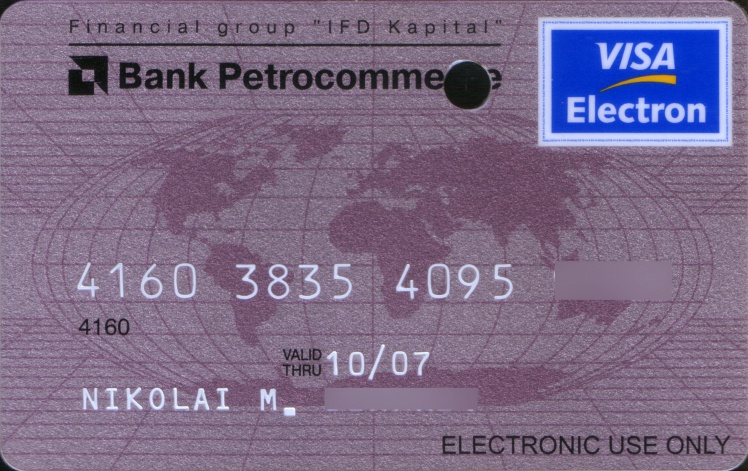 Financial group "IFD Kapital"
Bank Petrocommerce
VISA
Electron
4160 3835 4095
4160
VALID
THRU 10/07
NIKOLAI M.
ELECTRONIC USE ONLY